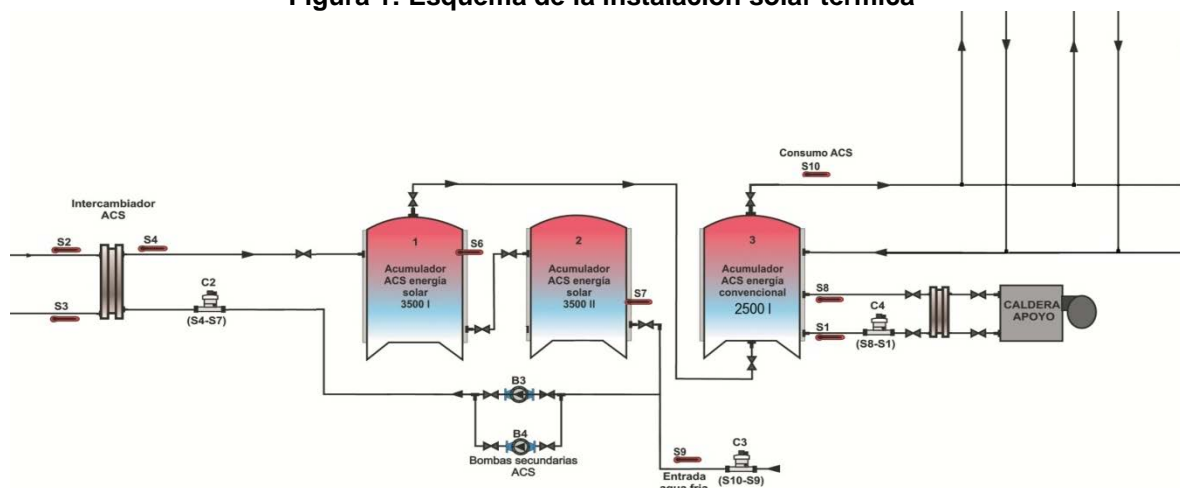 Figura 1: Esquema de la instalación solar térmica
Consumo ACS
S10
Intercambiador
ACS
S2
S4
S3
C2
(S4-S7)
1
Acumulador
ACS energía
solar
3500 l
S6
2
Acumulador
ACS energía
solar
3500 ll
S7
3
Acumulador
ACS energía
convencional
2500 l
S8
C4
S1
(S8-S1)
CALDERA
APOYO
B3
B4
Bombas secundarias
ACS
S9
Entrada
agua fria
C3
(S10-S9)